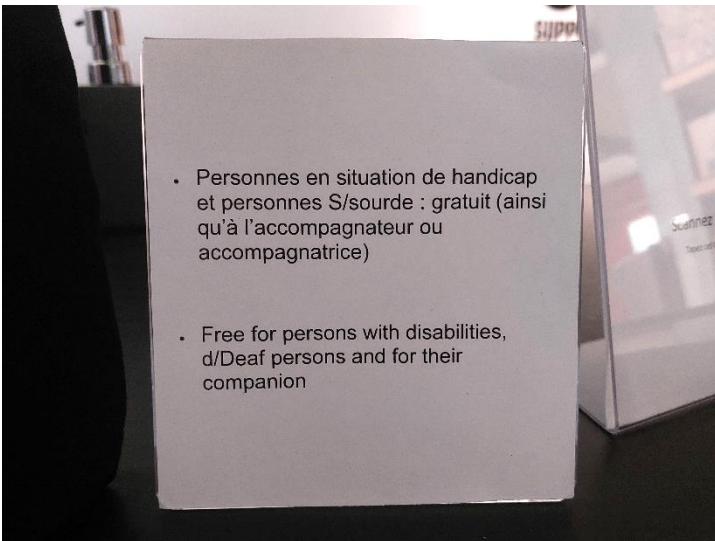 • Personnes en situation de handicap
et personnes S/sourde : gratuit (ainsi
qu'à l'accompagnateur ou
accompagnatrice)
• Free for persons with disabilities,
d/Deaf persons and for their
companion
Scannez